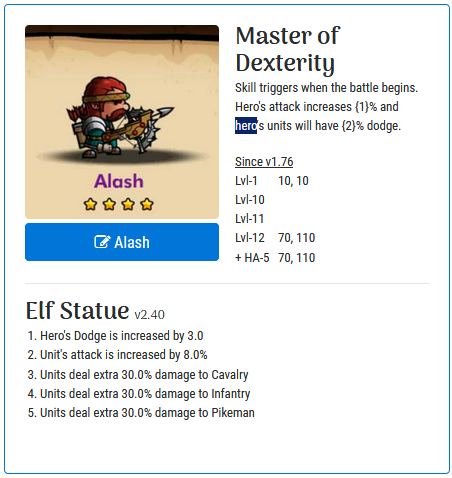 Master of
Dexterity
Skill triggers when the battle begins.
Hero's attack increases {1}% and
hero's units will have {2}% dodge.
Since v1.76
Lvl-1 10, 10
Lvl-10
Lvl-11
Lvl-12 70, 110
+ HA-5 70, 110
Alash
Alash
Elf Statue v2.40
1. Hero's Dodge is increased by 3.0
2. Unit's attack is increased by 8.0%
3. Units deal extra 30.0% damage to Cavalry
4. Units deal extra 30.0% damage to Infantry
5. Units deal extra 30.0% damage to Pikeman